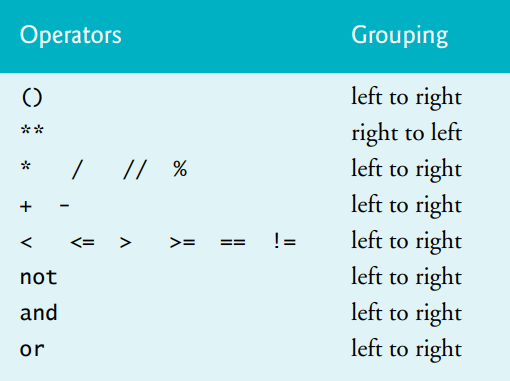 Operators Grouping
() left to right
** right to left
* / // % left to right
+ - left to right
< <= > >= == != left to right
not left to right
and left to right
or left to right